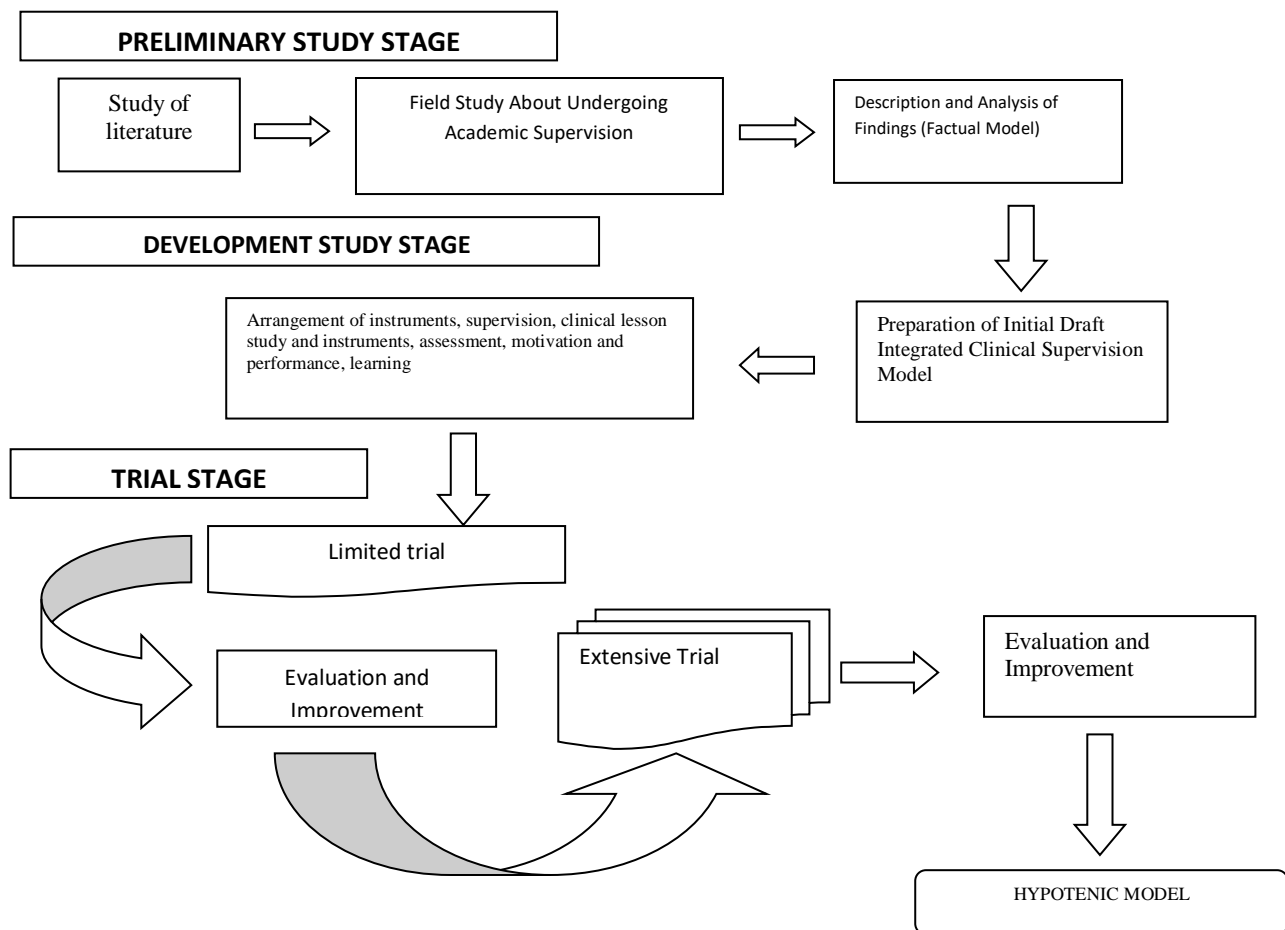 PRELIMINARY STUDY STAGE
Study of
literature
Field Study About Undergoing
Academic Supervision
Description and Analysis of
Findings (Factual Model)
DEVELOPMENT STUDY STAGE
Arrangement of instruments, supervision, clinical lesson
study and instruments, assessment, motivation and
performance, learning
Preparation of Initial Draft
Integrated Clinical Supervision
Model
TRIAL STAGE
Limited trial
Evaluation and
Improvement
Extensive Trial
Evaluation and
Improvement
HYPOTENIC MODEL